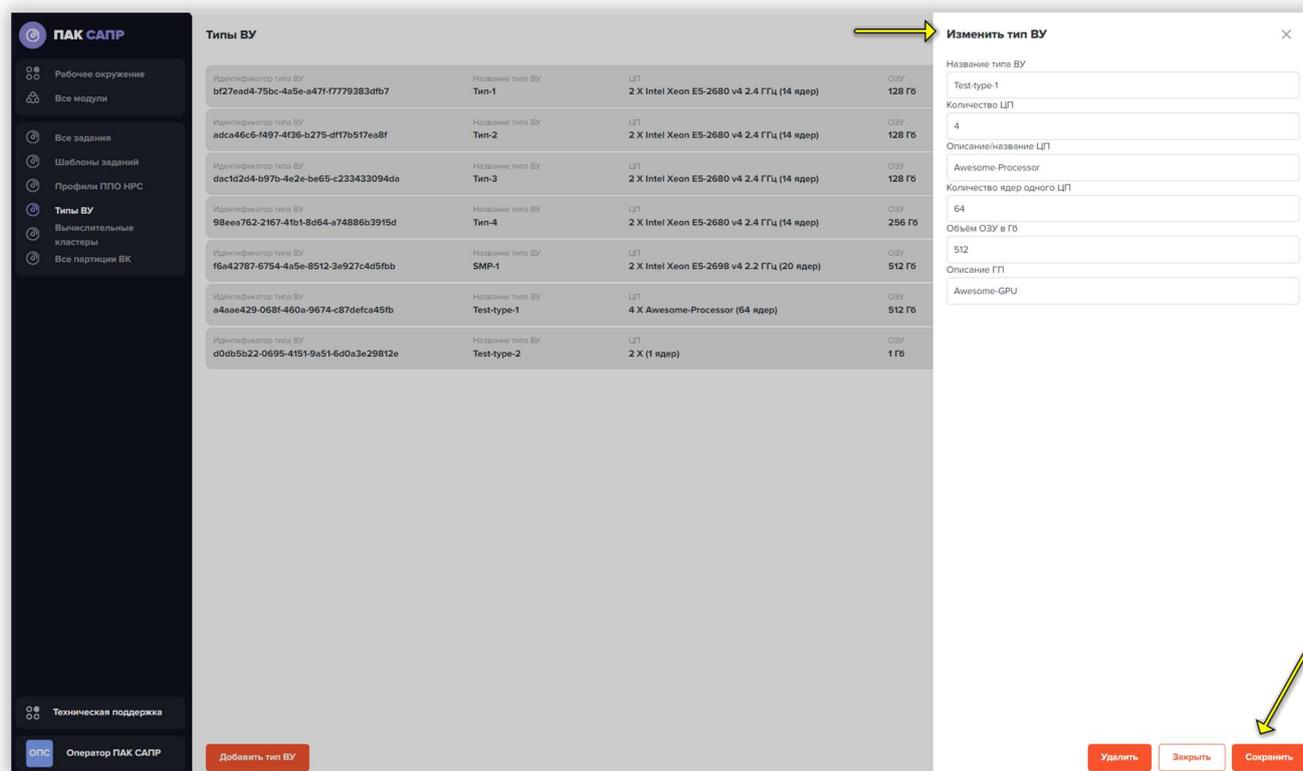 ПАК САПР
Рабочее окружение
Все модули
Все задания
Шаблоны заданий
Профили ППО НРС
Типы ВУ
Вычислительные
кластеры
Все партиции ВК
Техническая поддержка
ОПС Оператор ПАК САПР
Типы ВУ
Идентификатор типа ВУ Название типа ВУ ЦП ОЗУ
bf27ead4-75bc-4a5e-a47f-f7779383dfb7 Тип-1 2 X Intel Xeon E5-2680 v4 2.4 ГГц (14 ядер) 128 Гб
Идентификатор типа ВУ Название типа ВУ ЦП ОЗУ
adca46c6-f497-4f36-b275-df17b517ea8f Тип-2 2 X Intel Xeon E5-2680 v4 2.4 ГГц (14 ядер) 128 Гб
Идентификатор типа ВУ Название типа ВУ ЦП ОЗУ
dac1d2d4-b97b-4e2e-be65-c233433094da Тип-3 2 X Intel Xeon E5-2680 v4 2.4 ГГц (14 ядер) 128 Гб
Идентификатор типа ВУ Название типа ВУ ЦП ОЗУ
98eea762-2167-41b1-8d64-a74886b3915d Тип-4 2 X Intel Xeon E5-2680 v4 2.4 ГГц (14 ядер) 256 Гб
Идентификатор типа ВУ Название типа ВУ ЦП ОЗУ
f6a42787-6754-4a5e-8512-3e927c4d5fbb SMP-1 2 X Intel Xeon E5-2698 v4 2.2 ГГц (20 ядер) 512 Гб
Идентификатор типа ВУ Название типа ВУ ЦП ОЗУ
a4aae429-068f-460a-9674-c87defca45fb Test-type-1 4 X Awesome-Processor (64 ядер) 512 Гб
Идентификатор типа ВУ Название типа ВУ ЦП ОЗУ
d0db5b22-0695-4151-9a51-6d0a3e29812e Test-type-2 2 X (1 ядер) 1 Гб
Добавить тип ВУ
Изменить тип ВУ
Название типа ВУ
Test-type-1
Количество ЦП
4
Описание/название ЦП
Awesome-Processor
Количество ядер одного ЦП
64
Объём ОЗУ в Гб
512
Описание ГП
Awesome-GPU
Удалить Закрыть Сохранить